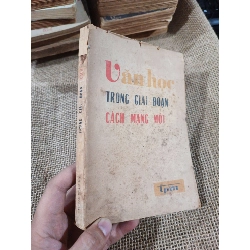 Văn học
TRONG GIAI ĐOẠN
CÁCH MẠNG MỚI